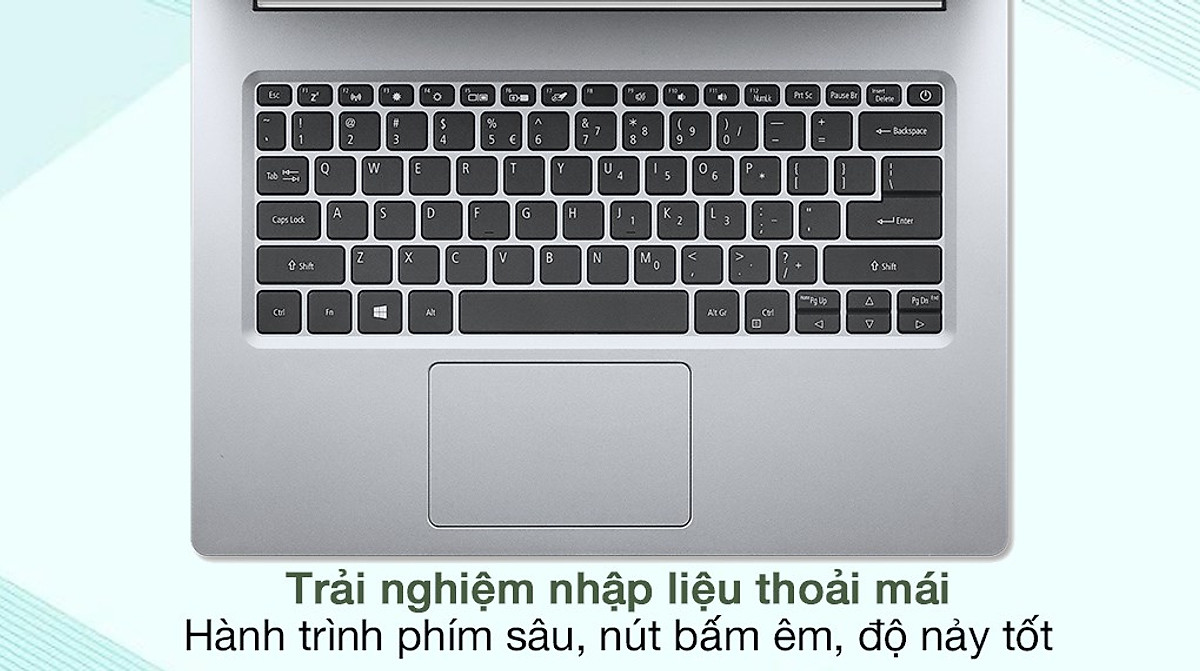 Esc F1 F2 F3 F4 F5 F6 F7 F8 F9 F10 F11 F12 NumLk Prt Sc Pause Br Insert Delete
~ ` ! 1 @ 2 # 3 $ 4 % 5 € ^ 6 & 7 7 * 8 8 ( 9 9 ) 0 / — - + = Backspace
Tab Q W E R T Y U 4 I 5 O 6 P * { [ } ] ¦ \
Caps Lock A S D F G H J 1 K 2 L 3 : ; - " ' Enter
Shift Z X C V B N M 0 < , > . . ? / + Shift
Ctrl Fn Alt Alt Gr Ctrl Home Pg Up Pg Dn End
Trải nghiệm nhập liệu thoải mái
Hành trình phím sâu, nút bấm êm, độ nảy tốt